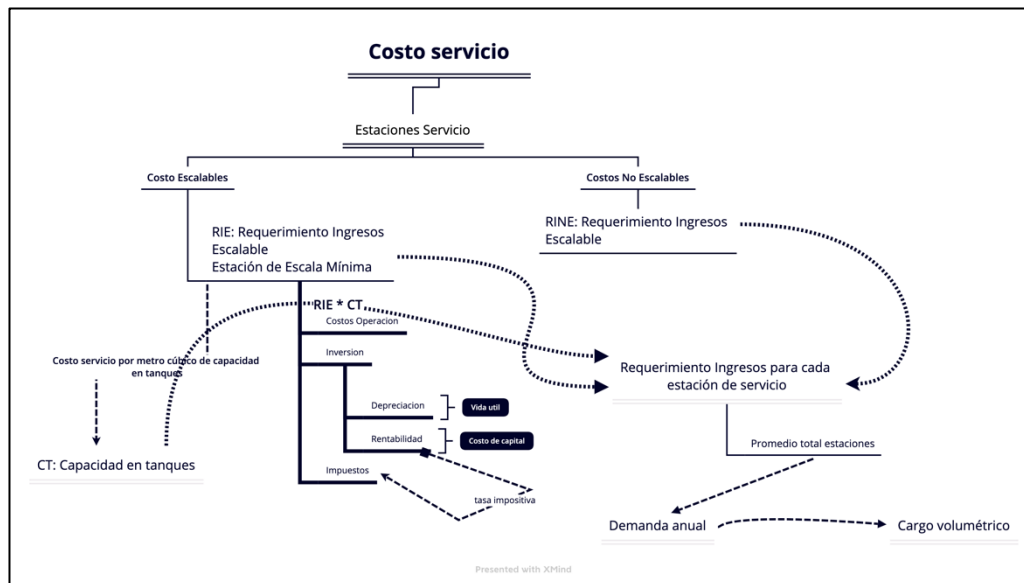 Costo servicio
Estaciones Servicio
Costo Escalables
Costos No Escalables
RIE: Requerimiento Ingresos
Escalable
Estación de Escala Mínima
RINE: Requerimiento Ingresos
Escalable
RIE * CT
Costos Operacion
Inversion
Costo servicio por metro cúbico de capacidad
en tanques
Requerimiento Ingresos para cada
estación de servicio
Depreciacion
Vida util
Rentabilidad
Costo de capital
Promedio total estaciones
CT: Capacidad en tanques
Impuestos
tasa impositiva
Demanda anual
Cargo volumétrico
Presented with XMind